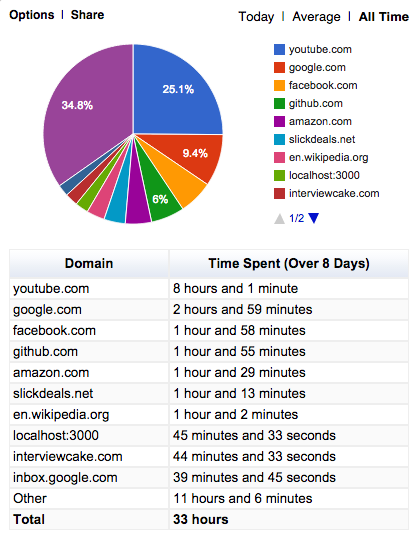 Options | Share Today | Average | All Time
34.8%
25.1%
9.4%
6%
youtube.com
google.com
facebook.com
github.com
amazon.com
slickdeals.net
en.wikipedia.org
localhost:3000
interviewcake.com
1/2
Domain Time Spent (Over 8 Days)
youtube.com 8 hours and 1 minute
google.com 2 hours and 59 minutes
facebook.com 1 hour and 58 minutes
github.com 1 hour and 55 minutes
amazon.com 1 hour and 29 minutes
slickdeals.net 1 hour and 13 minutes
en.wikipedia.org 1 hour and 2 minutes
localhost:3000 45 minutes and 33 seconds
interviewcake.com 44 minutes and 33 seconds
inbox.google.com 39 minutes and 45 seconds
Other 11 hours and 6 minutes
Total 33 hours